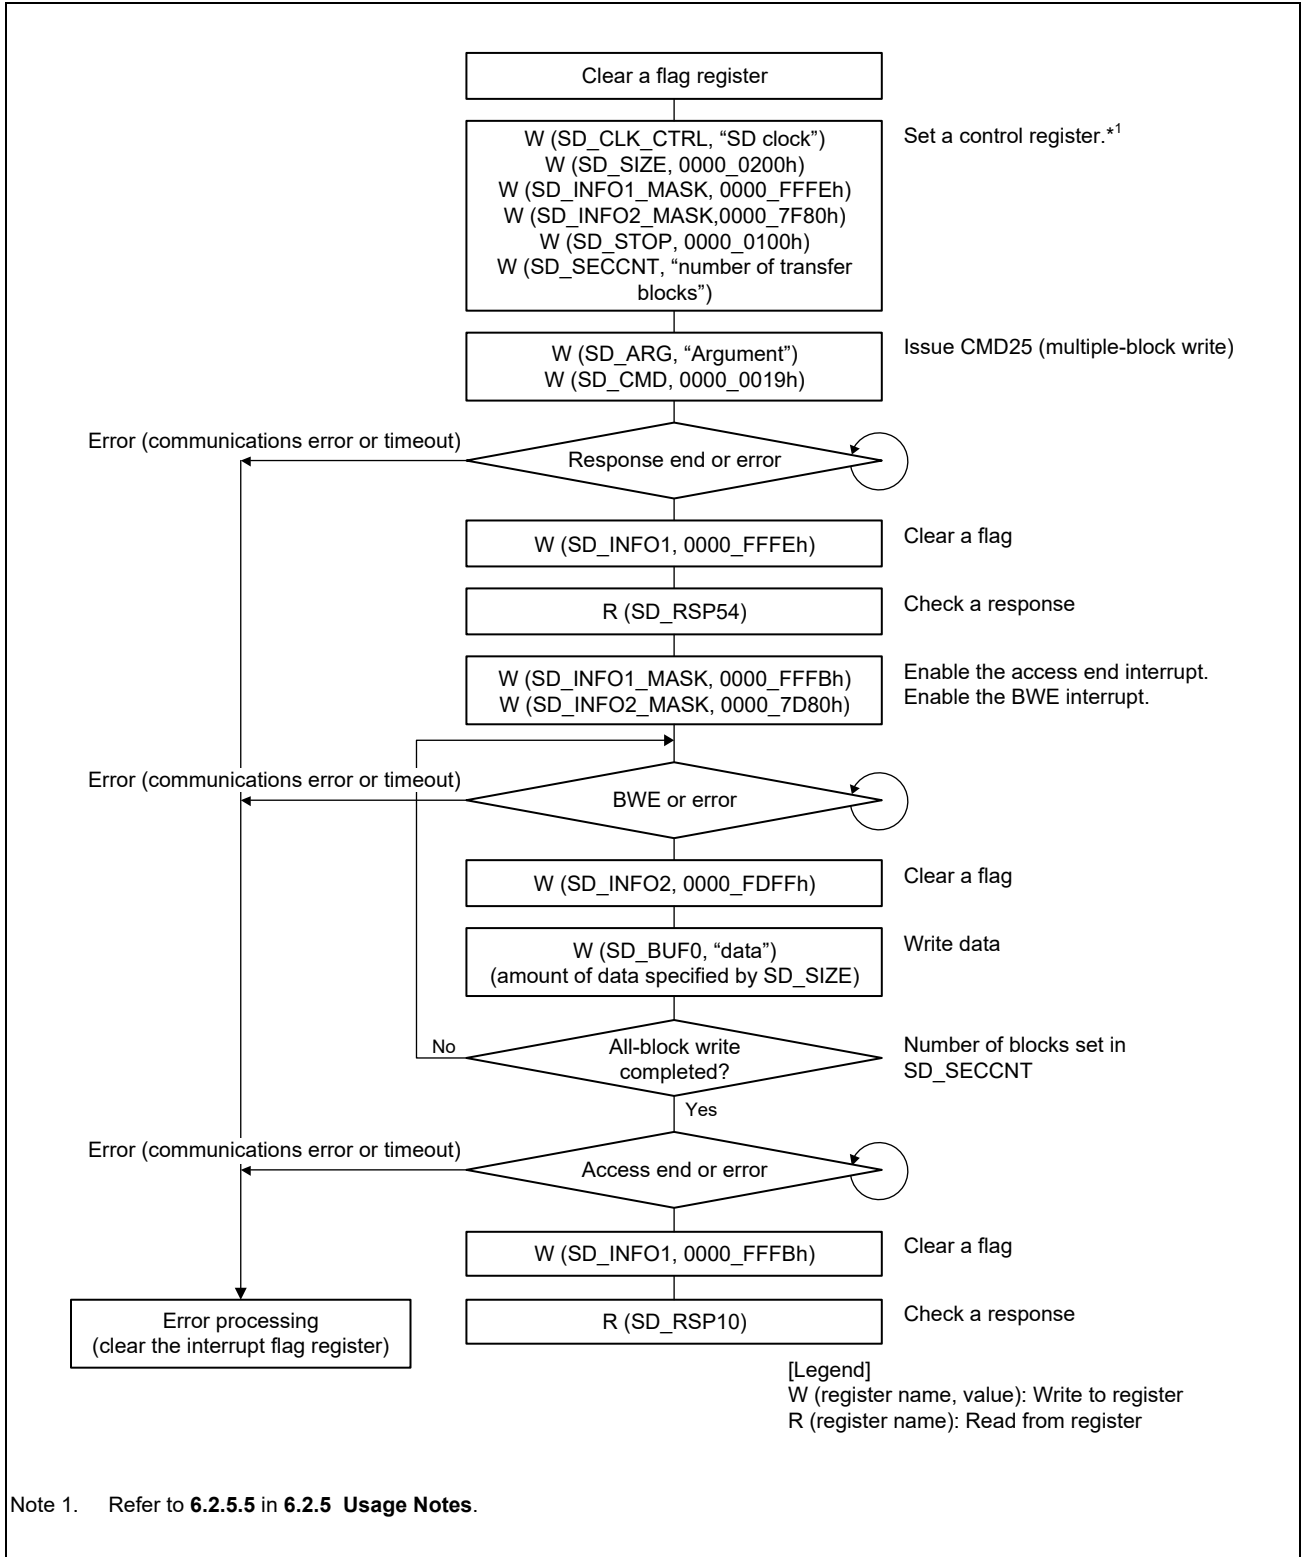 Clear a flag register
W (SD_CLK_CTRL, “SD clock”)
W (SD_SIZE, 0000_0200h)
W (SD_INFO1_MASK, 0000_FFFEh)
W (SD_INFO2_MASK,0000_7F80h)
W (SD_STOP, 0000_0100h)
W (SD_SECCNT, “number of transfer
blocks”)
Set a control register.*1
W (SD_ARG, “Argument”)
W (SD_CMD, 0000_0019h)
Issue CMD25 (multiple-block write)
Error (communications error or timeout)
Response end or error
W (SD_INFO1, 0000_FFFEh)
Clear a flag
R (SD_RSP54)
Check a response
W (SD_INFO1_MASK, 0000_FFFBh)
W (SD_INFO2_MASK, 0000_7D80h)
Enable the access end interrupt.
Enable the BWE interrupt.
Error (communications error or timeout)
BWE or error
W (SD_INFO2, 0000_FDFFh)
Clear a flag
W (SD_BUF0, “data”)
(amount of data specified by SD_SIZE)
Write data
No
All-block write
completed?
Number of blocks set in
SD_SECCNT
Yes
Error (communications error or timeout)
Access end or error
W (SD_INFO1, 0000_FFFBh)
Clear a flag
Error processing
(clear the interrupt flag register)
R (SD_RSP10)
Check a response
[Legend]
W (register name, value): Write to register
R (register name): Read from register
Note 1. Refer to 6.2.5.5 in 6.2.5 Usage Notes.